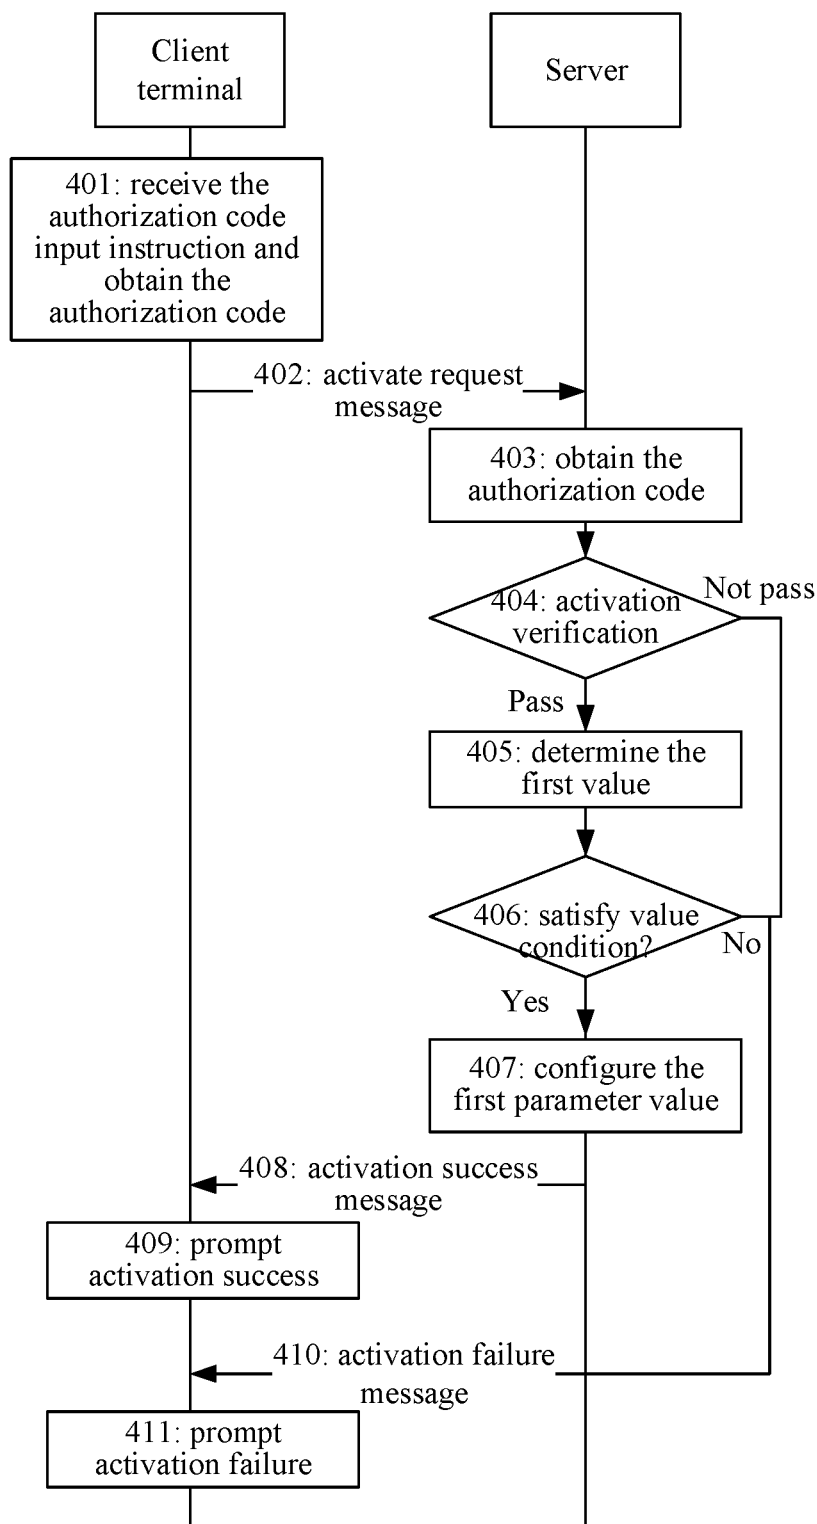 Client
terminal
Server
401: receive the
authorization code
input instruction and
obtain the
authorization code
402: activate request
message
403: obtain the
authorization code
404: activation
verification
Not pass
Pass
405: determine the
first value
406: satisfy value
condition?
No
Yes
407: configure the
first parameter value
408: activation success
message
409: prompt
activation success
410: activation failure
message
411: prompt
activation failure